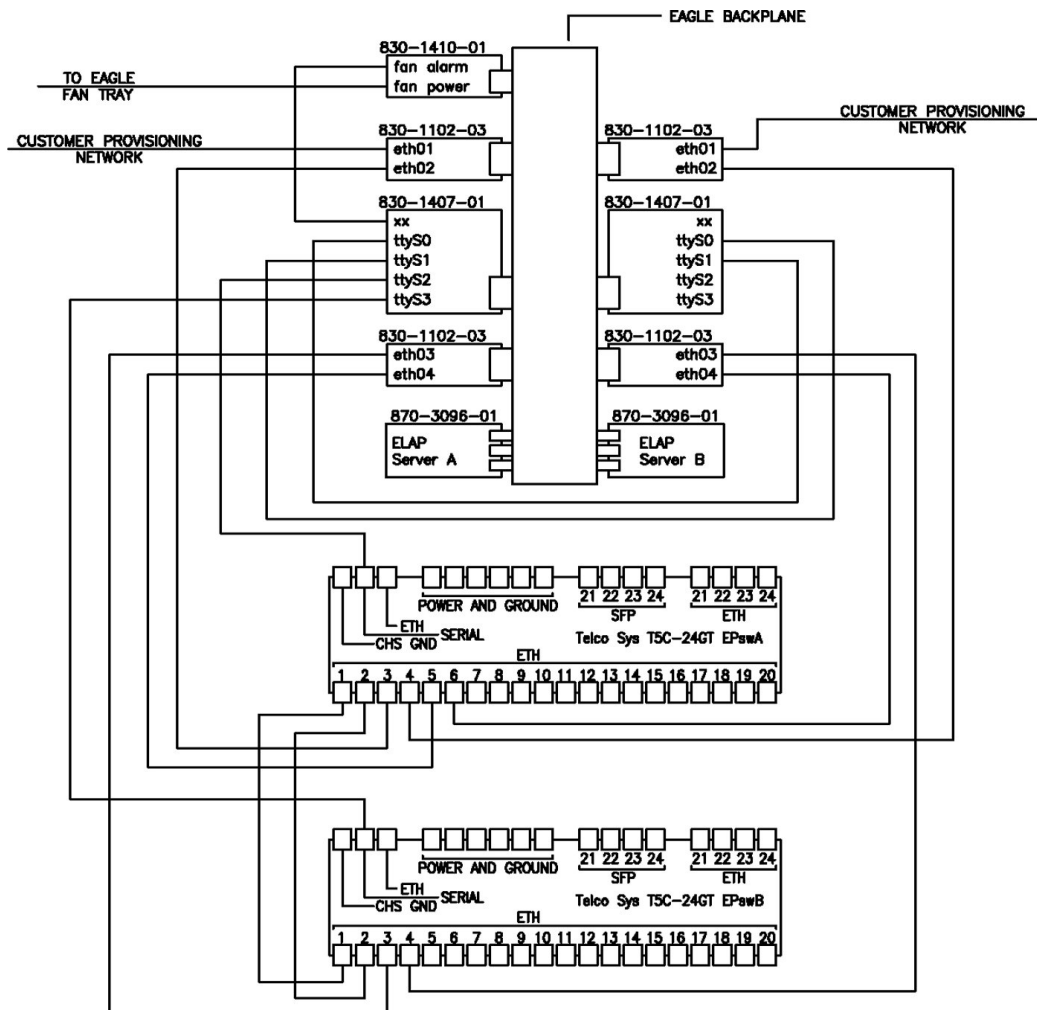 EAGLE BACKPLANE
830-1410-01
fan alarm
fan power
TO EAGLE
FAN TRAY
CUSTOMER PROVISIONING
NETWORK
830-1102-03
eth01
eth02
830-1102-03
eth01
eth02
CUSTOMER PROVISIONING
NETWORK
830-1407-01
xx
ttyS0
ttyS1
ttyS2
ttyS3
830-1407-01
xx
ttyS0
ttyS1
ttyS2
ttyS3
830-1102-03
eth03
eth04
830-1102-03
eth03
eth04
870-3096-01
ELAP
Server A
870-3096-01
ELAP
Server B
POWER AND GROUND
21 22 23 24
SFP
21 22 23 24
ETH
ETH
SERIAL
CHS GND
Telco Sys T5C-24GT EPswA
ETH
1 2 3 4 5 6 7 8 9 10 11 12 13 14 15 16 17 18 19 20
POWER AND GROUND
21 22 23 24
SFP
21 22 23 24
ETH
ETH
SERIAL
CHS GND
Telco Sys T5C-24GT EPswB
ETH
1 2 3 4 5 6 7 8 9 10 11 12 13 14 15 16 17 18 19 20